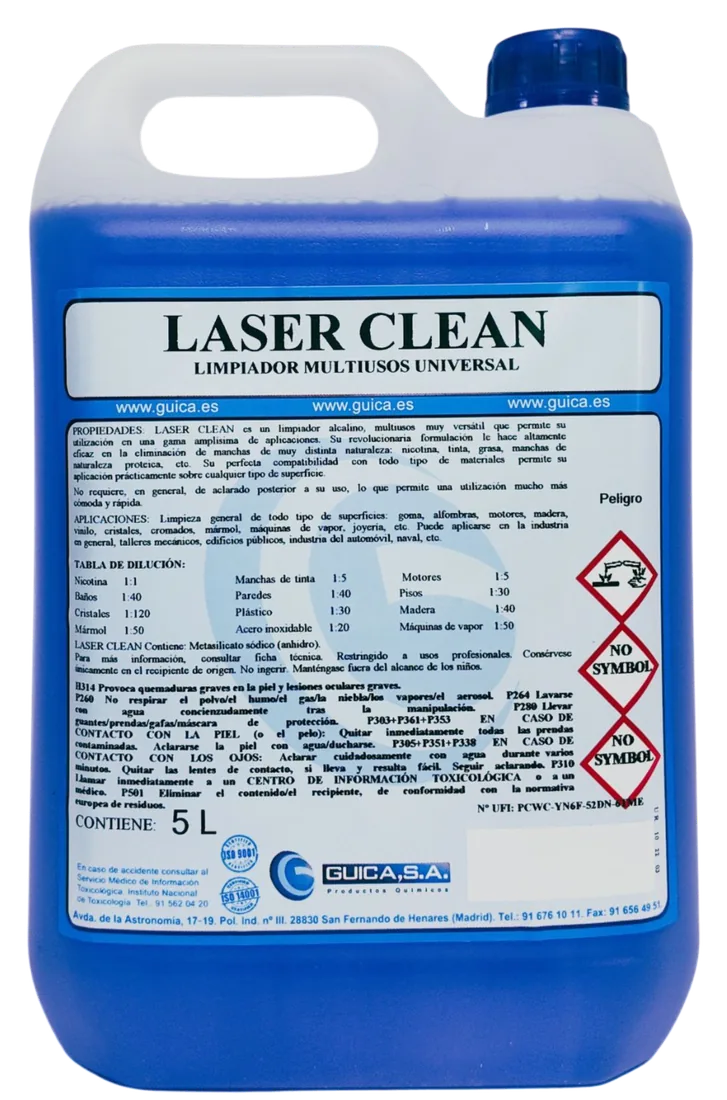 LASER CLEAN
LIMPIADOR MULTIUSOS UNIVERSAL
www.guica.es www.guica.es www.guica.es
PROPIEDADES: LASER CLEAN es un limpiador alcalino, multiusos muy versátil que permite su
utilización en una gama amplisima de aplicaciones. Su revolucionaria formulación le hace altamente
eficaz en la eliminación de manchas de muy distinta naturaleza: nicotina, tinta, grasa, manchas de
naturaleza proteica, etc. Su perfecta compatibilidad con todo tipo de materiales permite su
aplicación prácticamente sobre cualquier tipo de superficie.
No requiere, en general, de aclarado posterior a su uso, lo que permite una utilización mucho más
cómoda y rápida.
APLICACIONES: Limpieza general de todo tipo de superficies: goma, alfombras, motores, madera,
vinilo, cristales, cromados, mármol, máquinas de vapor, joyería, etc. Puede aplicarse en la industria
en general, talleres mecánicos, edificios públicos, industria del automóvil, naval, etc.
Peligro
TABLA DE DILUCIÓN:
Nicotina 1:1 Manchas de tinta 1:5 Motores 1:5
Baños 1:40 Paredes 1:40 Pisos 1:30
Cristales 1:120 Plástico 1:30 Madera 1:40
Mármol 1:50 Acero inoxidable 1:20 Máquinas de vapor 1:50
NO
SYMBOL
NO
SYMBOL
LASER CLEAN Contiene: Metasilicato sódico (anhidro).
Para más información, consultar ficha técnica. Restringido a usos profesionales. Consérvese
únicamente en el recipiente de origen. No ingerir. Manténgase fuera del alcance de los niños.
H314 Provoca quemaduras graves en la piel y lesiones oculares graves.
P260 No respirar el polvo/el humo/el gas/la niebla/los vapores/el aerosol. P264 Lavarse
con agua concienzudamente tras la manipulación. P280 Llevar
guantes/prendas/gafas/máscara de protección. P303+P361+P353 EN CASO DE
CONTACTO CON LA PIEL (o el pelo): Quitar inmediatamente todas las prendas
contaminadas. Aclararse la piel con agua/ducharse. P305+P351+P338 EN CASO DE
CONTACTO CON LOS OJOS: Aclarar cuidadosamente con agua durante varios
minutos. Quitar las lentes de contacto, si lleva y resulta fácil. Seguir aclarando. P310
Llamar inmediatamente a un CENTRO DE INFORMACIÓN TOXICOLÓGICA o a un
médico. P501 Eliminar el contenido/el recipiente, de conformidad con la normativa
europea de residuos.
Nº UFI: PCWC-YN6F-52DN-61ME
CONTIENE: 5 L
ISO 9001
ISO 14001
GUICA,S.A.
Productos Químicos
En caso de accidente consultar al
Servicio Médico de Información
Toxicológica. Instituto Nacional
de Toxicología Tel. 91 562 04 20
Avda. de la Astronomía, 17-19. Pol. Ind. nº III. 28830 San Fernando de Henares (Madrid). Tel.: 91 676 10 11. Fax: 91 656 49 51